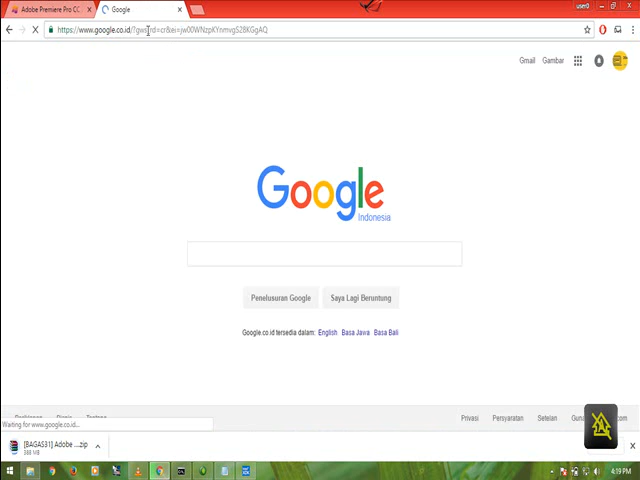 Adobe Premiere Pro CC
Google
user0
https://www.google.co.id/?gws_rd=cr&ei=
Gmail Gambar
Google
Indonesia
Penelusuran Google
Saya Lagi Beruntung
Google.co.id tersedia dalam: English Basa Jawa Basa Bali
Privasi Persyaratan Setelan
Waiting for www.google.co.id...
[BAGAS31] Adobe ....zip
388 MB
4:19 PM